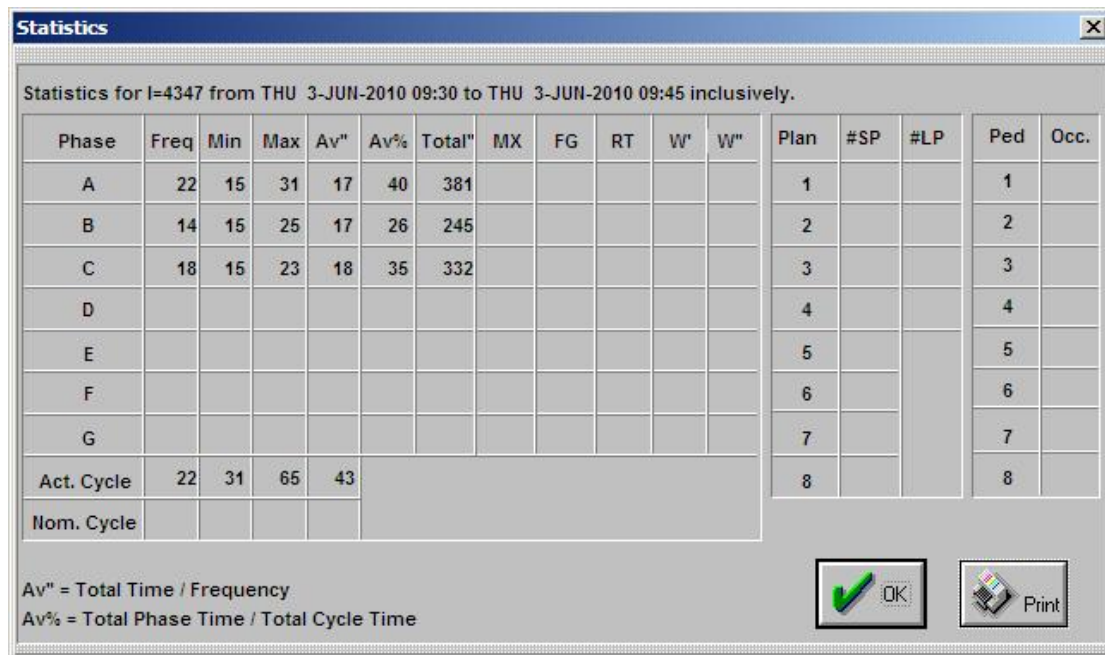 Statistics
Statistics for I=4347 from THU 3-JUN-2010 09:30 to THU 3-JUN-2010 09:45 inclusively.
Phase Freq Min Max Av" Av% Total" MX FG RT W' W" Plan #SP #LP Ped Occ.
A 22 15 31 17 40 381 1 1
B 14 15 25 17 26 245 2 2
C 18 15 23 18 35 332 3 3
D 4 4
E 5 5
F 6 6
G 7 7
Act. Cycle 22 31 65 43 8 8
Nom. Cycle
Av" = Total Time / Frequency
Av% = Total Phase Time / Total Cycle Time
OK
Print